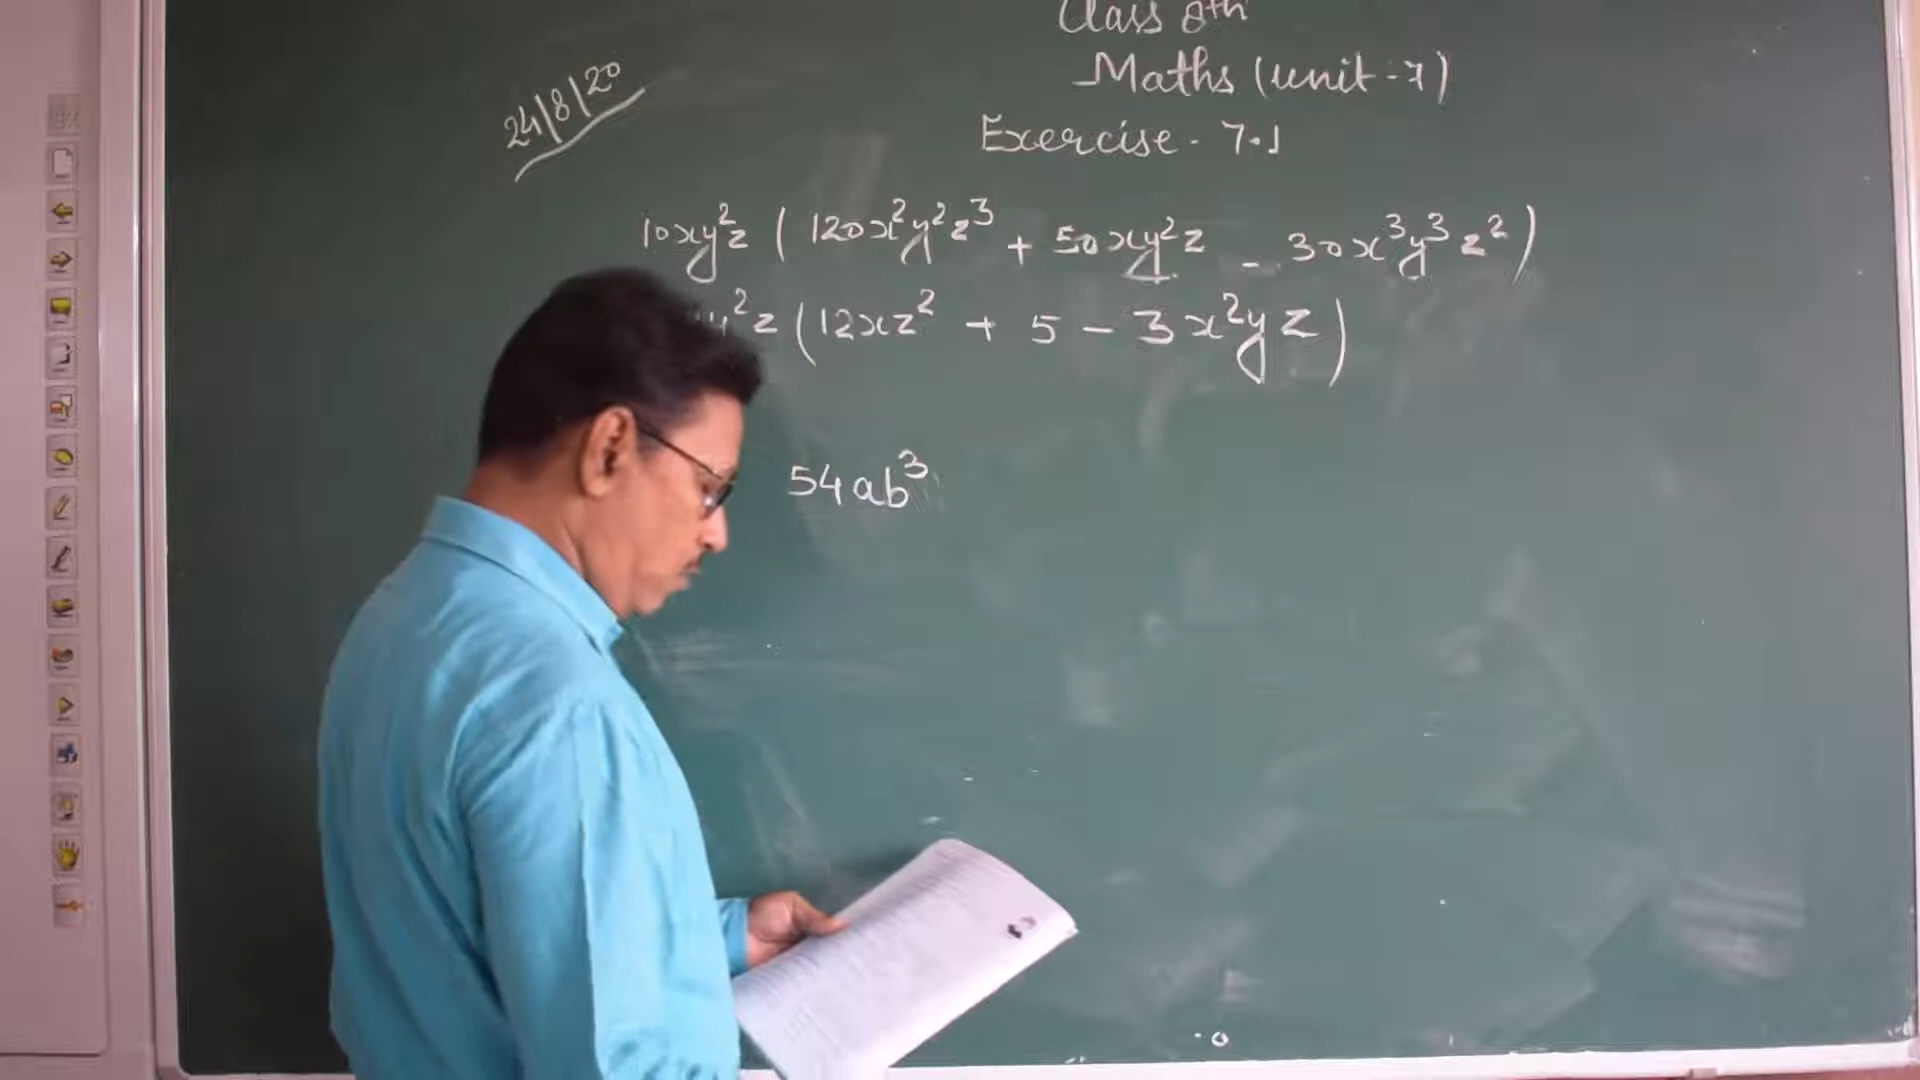 Class 8th
Maths (unit-7)
24/8/20
Exercise - 7.1
10xy²z ( 120x²y²z³ + 50xy²z - 30x³y³z² )
y²z (12xz² + 5 - 3x²yz)
54ab³